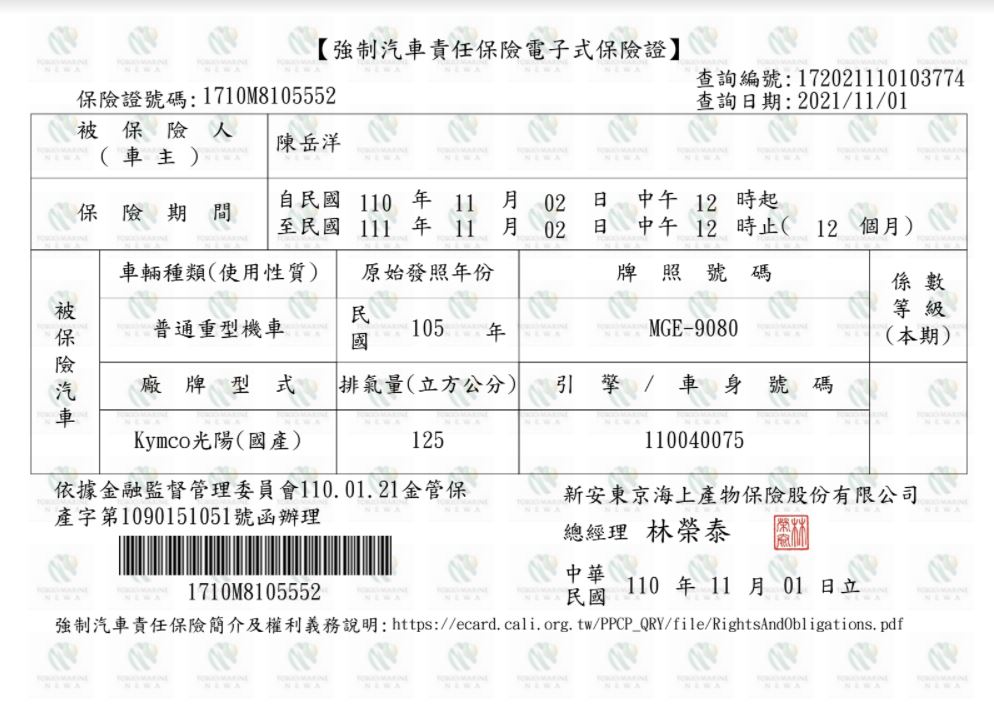 【強制汽車責任保險電子式保險證】
查詢編號:172021110103774
保險證號碼:1710M8105552
查詢日期:2021/11/01
被保險人
(車主)
陳岳洋
保險期間
自民國 110 年 11 月 02 日 中午 12 時起
至民國 111 年 11 月 02 日 中午 12 時止( 12 個月)
被保險汽車
車輛種類(使用性質)
原始發照年份
牌照號碼
係數
等級
(本期)
普通重型機車
民國 105 年
MGE-9080
廠牌型式
排氣量(立方公分)
引擎/車身號碼
Kymco光陽(國產)
125
110040075
依據金融監督管理委員會110.01.21金管保
產字第1090151051號函辦理
1710M8105552
新安東京海上產物保險股份有限公司
總經理 林榮泰
中華民國 110 年 11 月 01 日立
強制汽車責任保險簡介及權利義務說明:https://ecard.cali.org.tw/PPCP_QRY/file/RightsAndObligations.pdf
TOKIO MARINE
NEWA